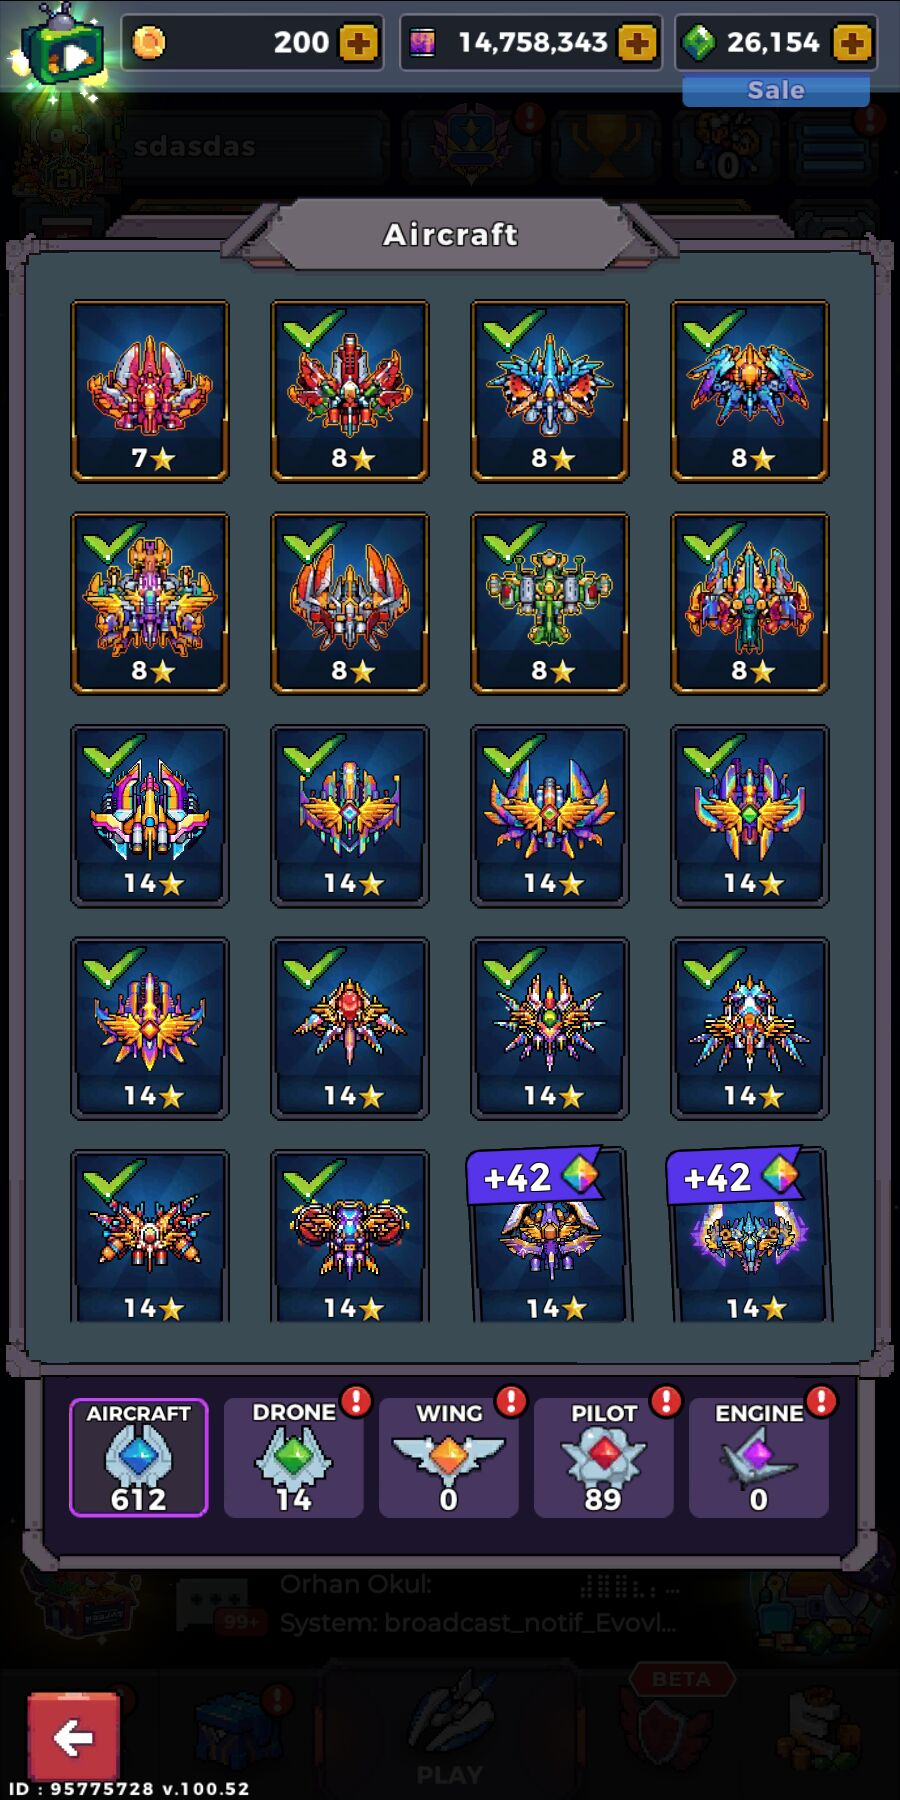 200
14,758,343
26,154
Sale
sdasdas
21
0
Aircraft
7
8
8
8
8
8
8
8
14
14
14
14
14
14
14
14
+42
+42
14
14
14
14
AIRCRAFT
DRONE
WING
PILOT
ENGINE
612
14
0
89
0
Orhan Okul:
99+
System: broadcast_notif_Evovl...
BETA
PLAY
ID : 95775728 v.100.52